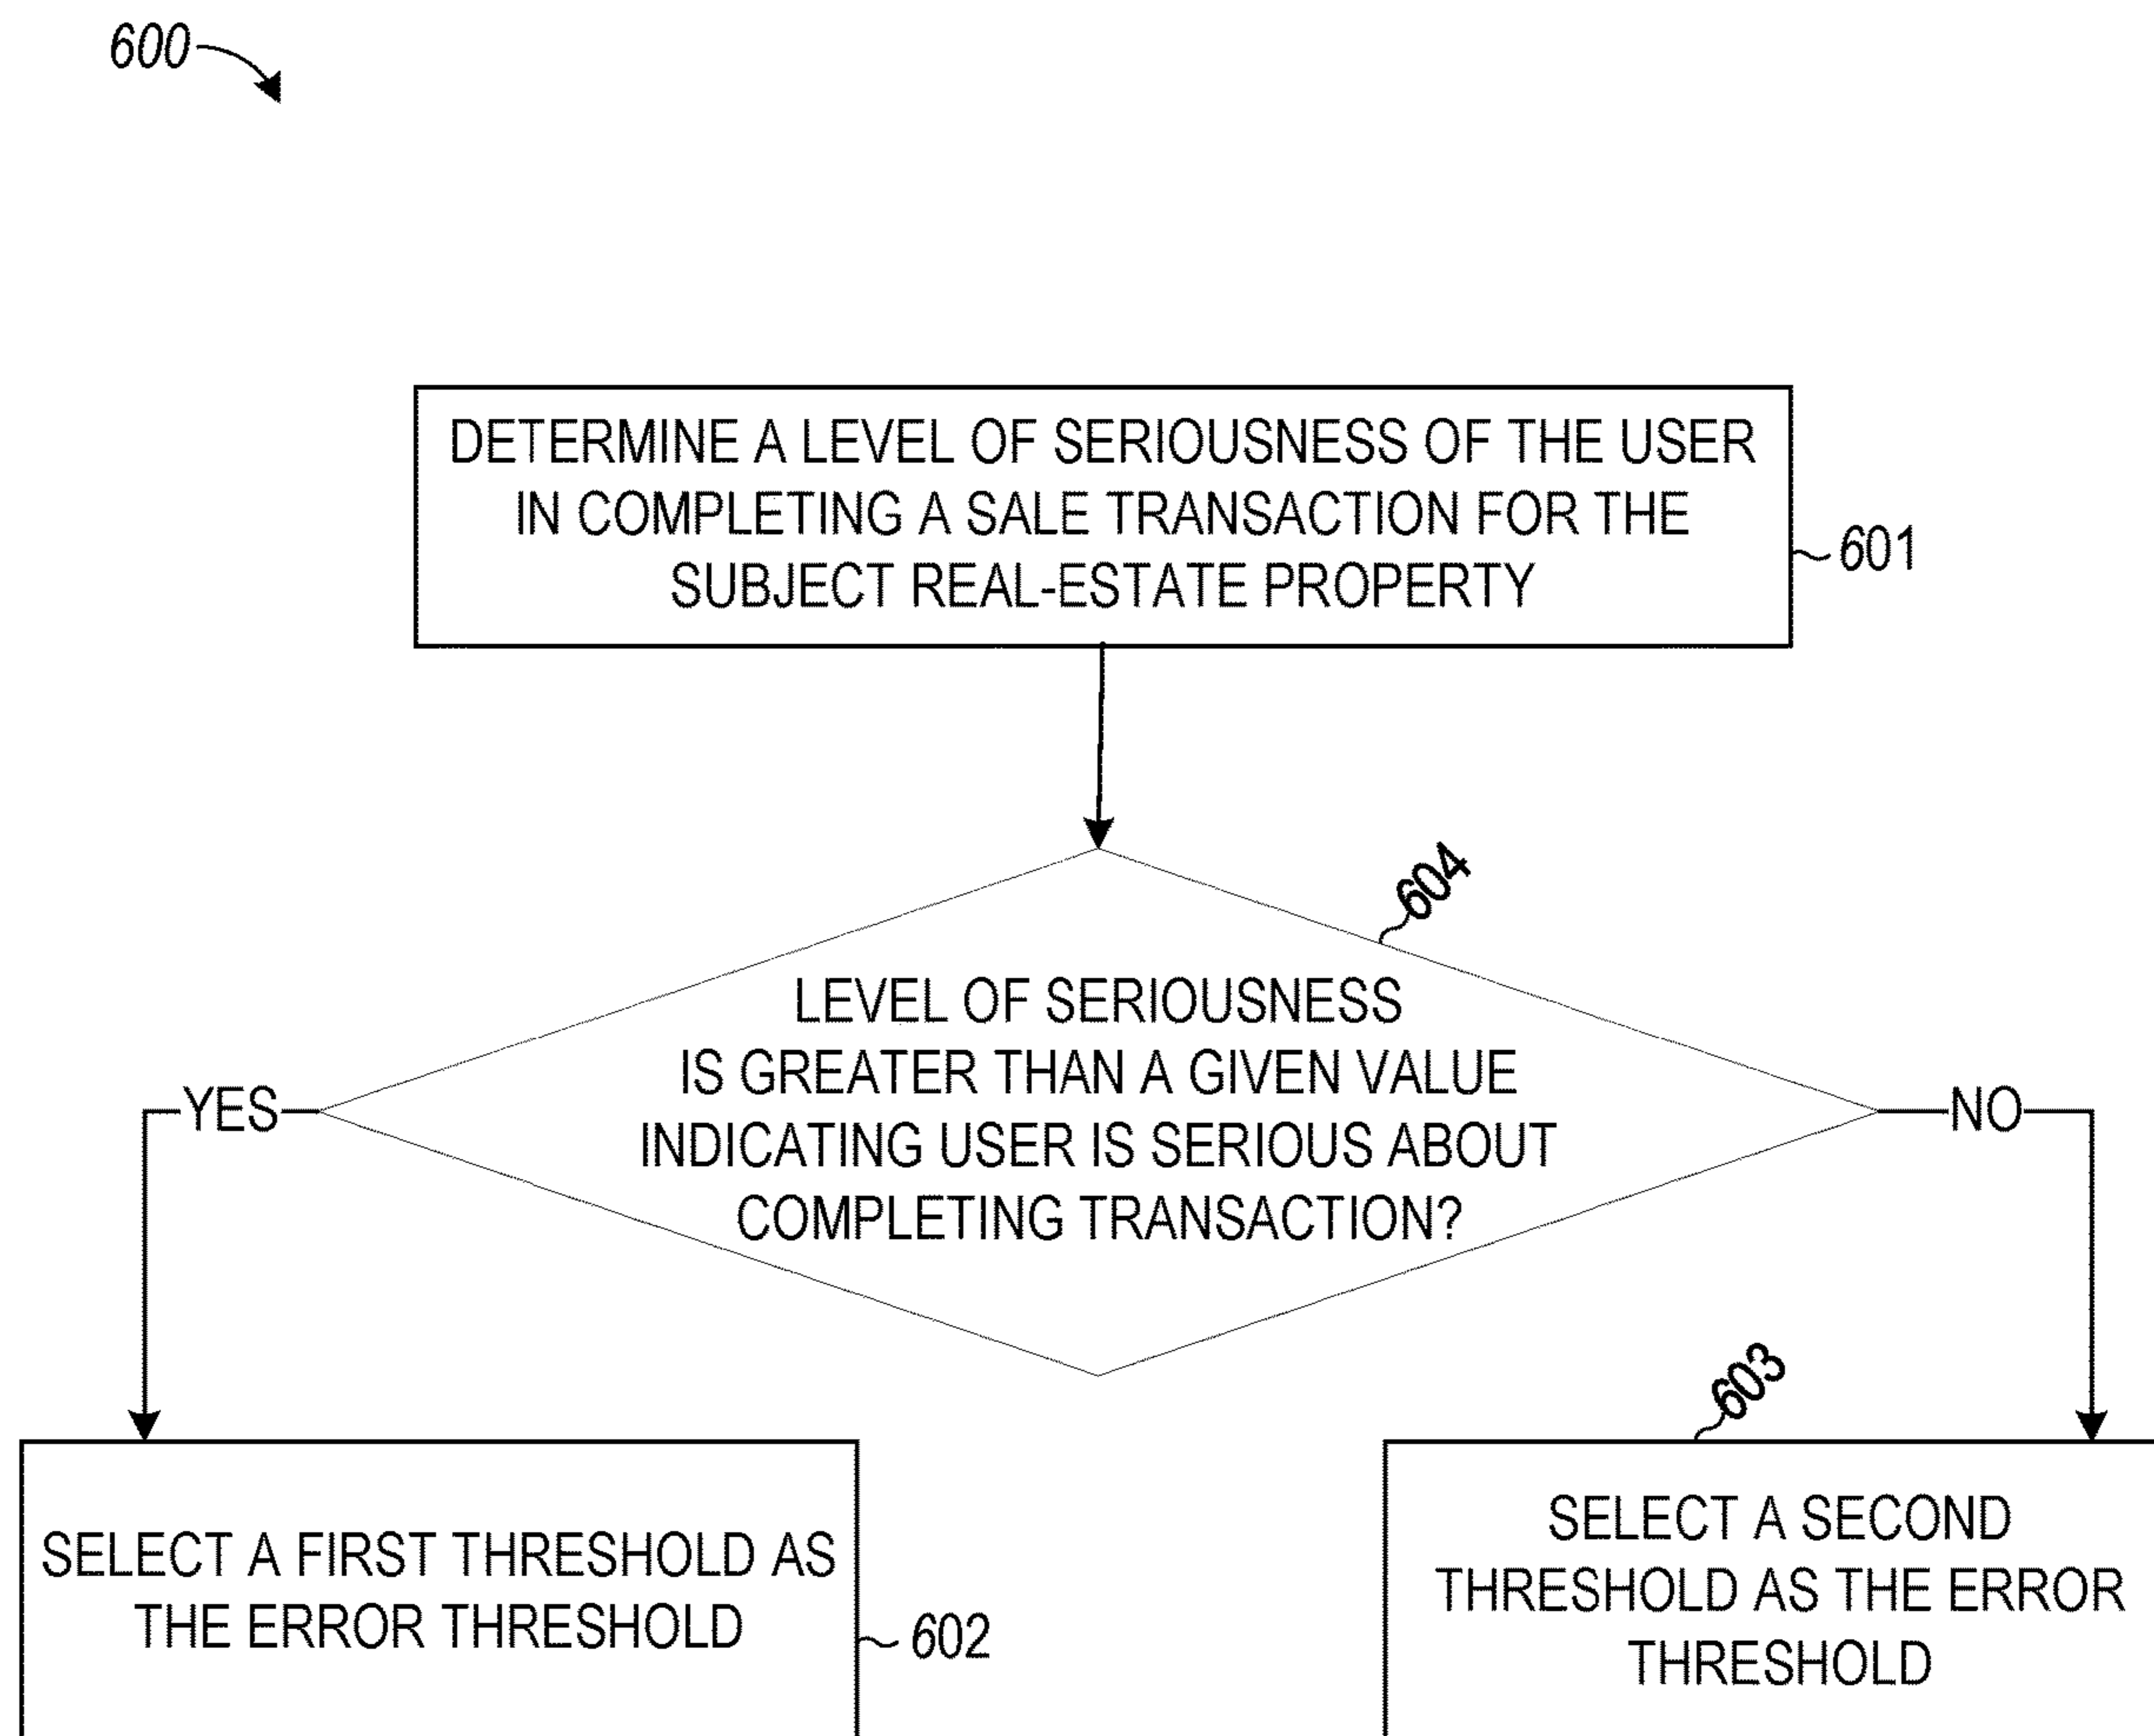 600
DETERMINE A LEVEL OF SERIOUSNESS OF THE USER
IN COMPLETING A SALE TRANSACTION FOR THE
SUBJECT REAL-ESTATE PROPERTY
601
604
LEVEL OF SERIOUSNESS
IS GREATER THAN A GIVEN VALUE
INDICATING USER IS SERIOUS ABOUT
COMPLETING TRANSACTION?
YES
NO
603
SELECT A FIRST THRESHOLD AS
THE ERROR THRESHOLD
602
SELECT A SECOND
THRESHOLD AS THE ERROR
THRESHOLD